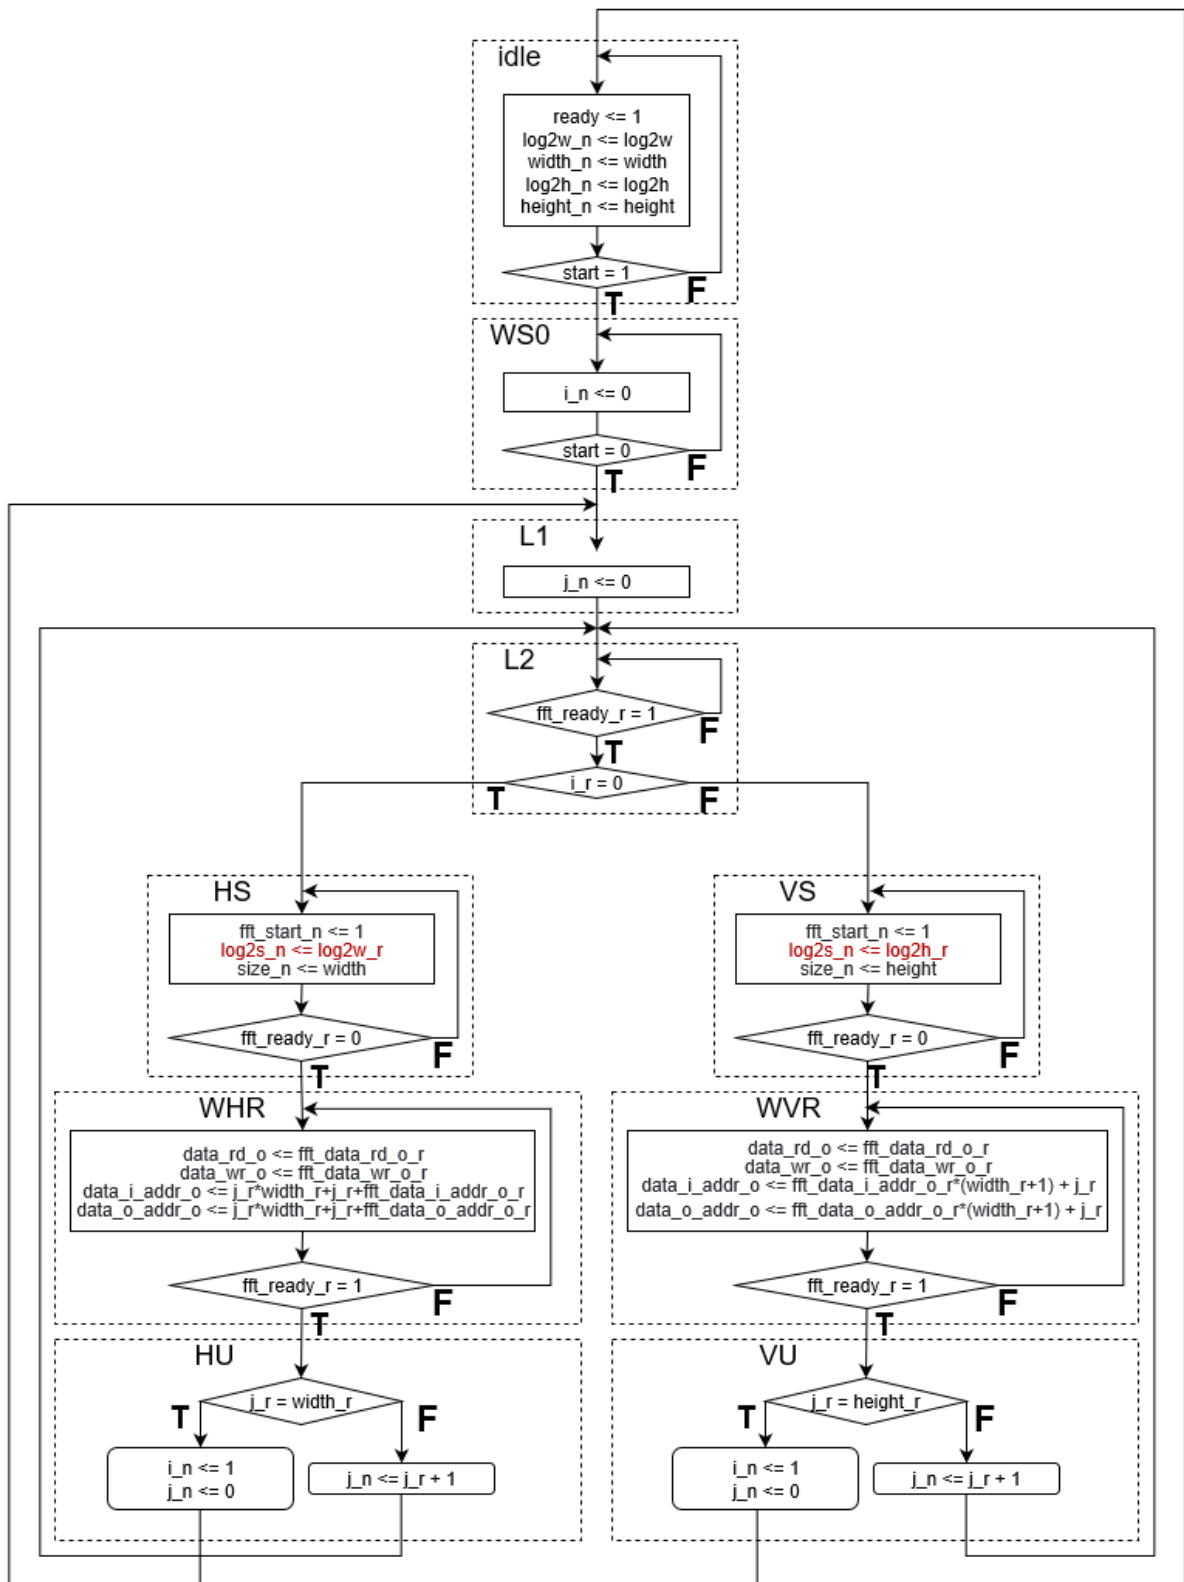 idle
ready <= 1
log2w_n <= log2w
width_n <= width
log2h_n <= log2h
height_n <= height
start = 1
F
T
WS0
i_n <= 0
start = 0
F
T
L1
j_n <= 0
L2
fft_ready_r = 1
F
T
i_r = 0
T
F
HS
fft_start_n <= 1
log2s_n <= log2w_r
size_n <= width
fft_ready_r = 0
F
T
VS
fft_start_n <= 1
log2s_n <= log2h_r
size_n <= height
fft_ready_r = 0
F
T
WHR
data_rd_o <= fft_data_rd_o_r
data_wr_o <= fft_data_wr_o_r
data_i_addr_o <= j_r*width_r+j_r+fft_data_i_addr_o_r
data_o_addr_o <= j_r*width_r+j_r+fft_data_o_addr_o_r
fft_ready_r = 1
F
T
WVR
data_rd_o <= fft_data_rd_o_r
data_wr_o <= fft_data_wr_o_r
data_i_addr_o <= fft_data_i_addr_o_r*(width_r+1) + j_r
data_o_addr_o <= fft_data_o_addr_o_r*(width_r+1) + j_r
fft_ready_r = 1
F
T
HU
j_r = width_r
T
F
i_n <= 1
j_n <= 0
j_n <= j_r + 1
VU
j_r = height_r
T
F
i_n <= 1
j_n <= 0
j_n <= j_r + 1